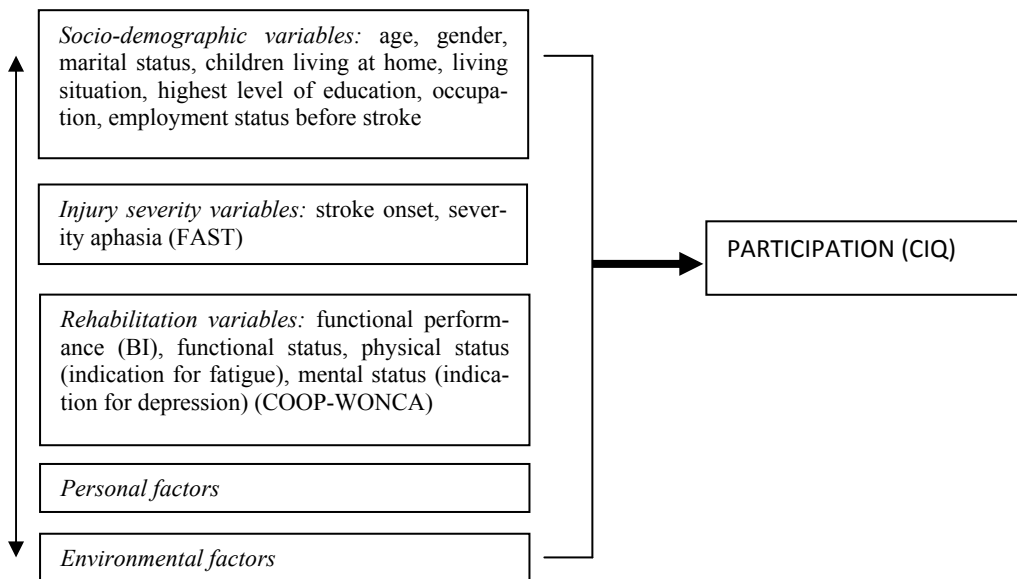 Socio-demographic variables: age, gender,
marital status, children living at home, living
situation, highest level of education, occupa-
tion, employment status before stroke
Injury severity variables: stroke onset, sever-
ity aphasia (FAST)
Rehabilitation variables: functional perform-
ance (BI), functional status, physical status
(indication for fatigue), mental status (indica-
tion for depression) (COOP-WONCA)
Personal factors
Environmental factors
PARTICIPATION (CIQ)